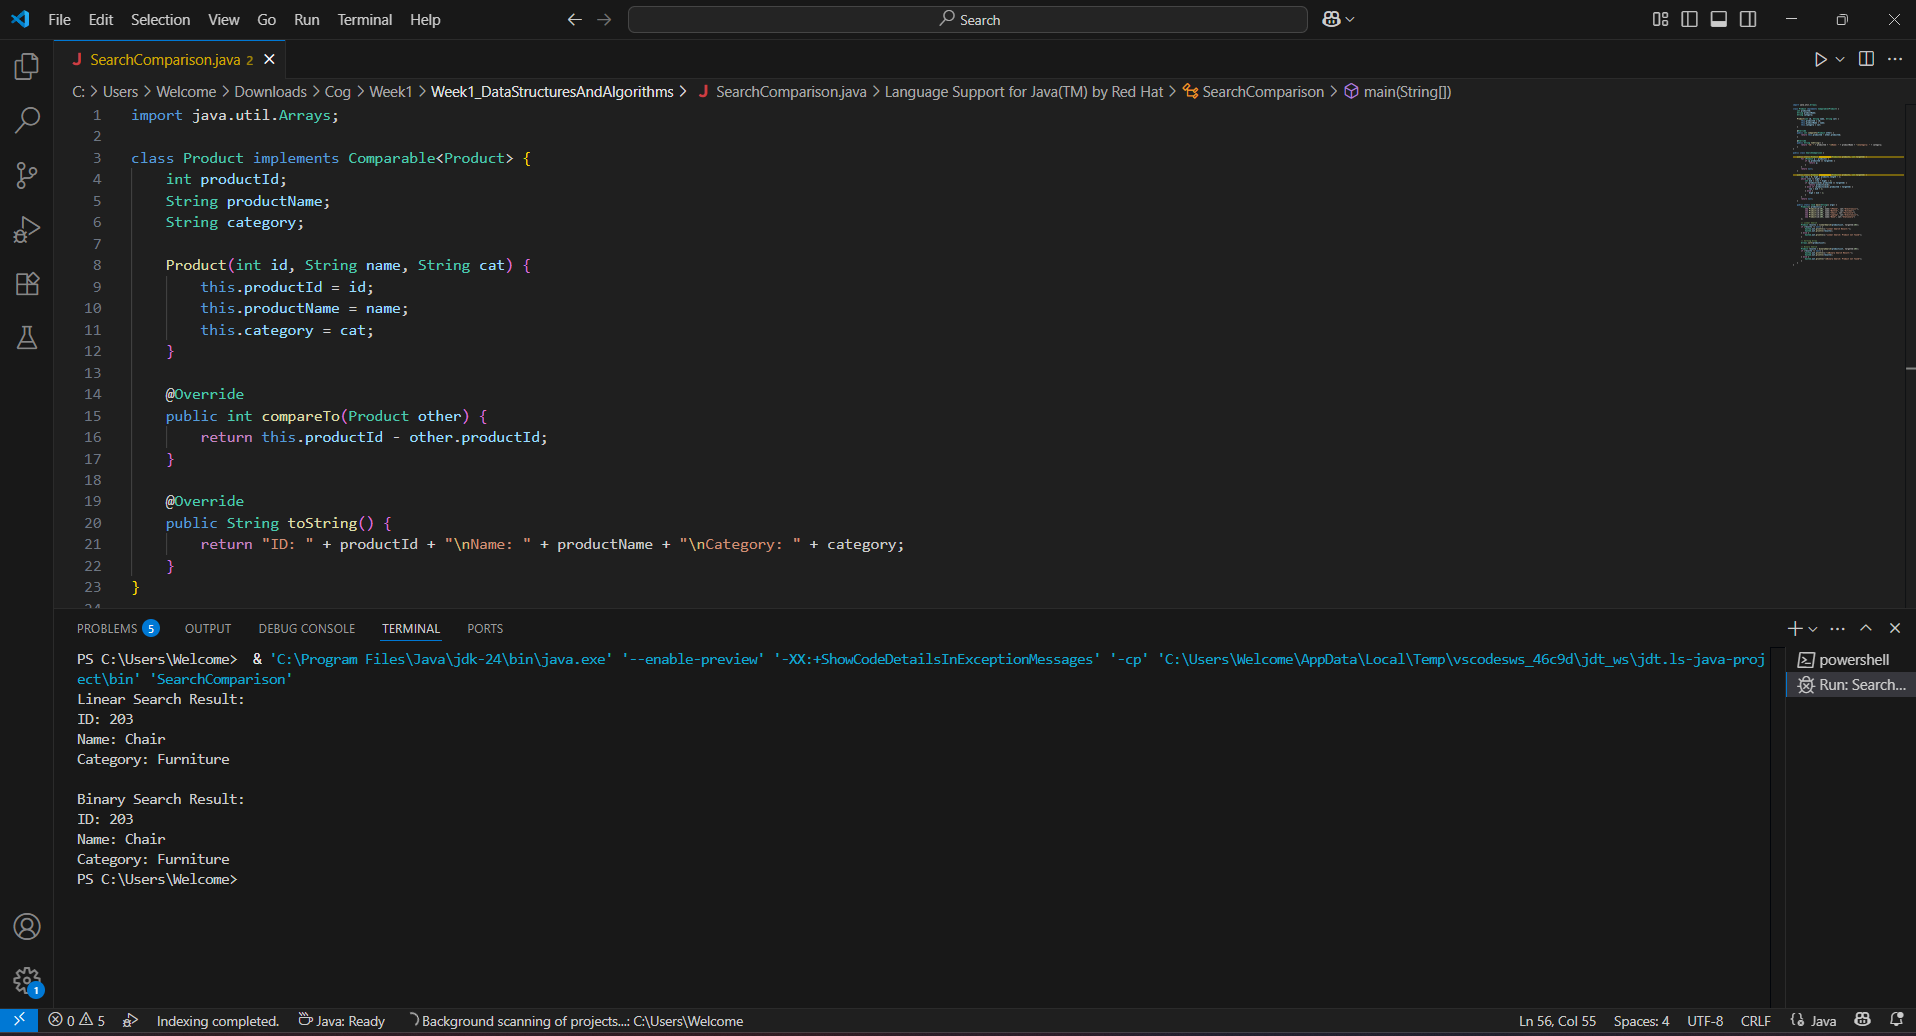 File Edit Selection View Go Run Terminal Help
Search
SearchComparison.java 2
C: > Users > Welcome > Downloads > Cog > Week1 > Week1_DataStructuresAndAlgorithms > SearchComparison.java > Language Support for Java(TM) by Red Hat > SearchComparison > main(String[])
1 import java.util.Arrays;
2
3 class Product implements Comparable<Product> {
4 int productId;
5 String productName;
6 String category;
7
8 Product(int id, String name, String cat) {
9 this.productId = id;
10 this.productName = name;
11 this.category = cat;
12 }
13
14 @Override
15 public int compareTo(Product other) {
16 return this.productId - other.productId;
17 }
18
19 @Override
20 public String toString() {
21 return "ID: " + productId + "\nName: " + productName + "\nCategory: " + category;
22 }
23 }
24
PROBLEMS 5 OUTPUT DEBUG CONSOLE TERMINAL PORTS
PS C:\Users\Welcome> & 'C:\Program Files\Java\jdk-24\bin\java.exe' '--enable-preview' '-XX:+ShowCodeDetailsInExceptionMessages' '-cp' 'C:\Users\Welcome\AppData\Local\Temp\vscodesws_46c9d\jdt_ws\jdt.ls-java-proj
ect\bin' 'SearchComparison'
Linear Search Result:
ID: 203
Name: Chair
Category: Furniture
Binary Search Result:
ID: 203
Name: Chair
Category: Furniture
PS C:\Users\Welcome>
powershell
Run: Search...
1
0 5 Indexing completed. Java: Ready Background scanning of projects...: C:\Users\Welcome Ln 56, Col 55 Spaces: 4 UTF-8 CRLF Java